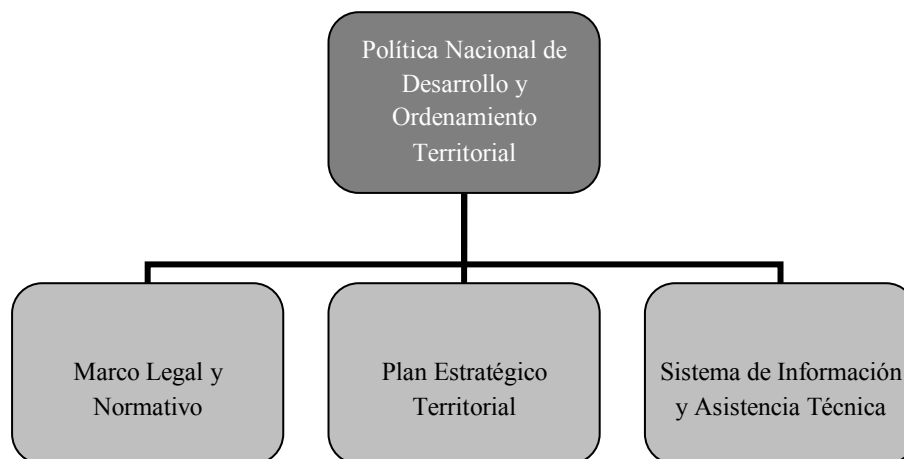 Política Nacional de
Desarrollo y
Ordenamiento
Territorial
Marco Legal y
Normativo
Plan Estratégico
Territorial
Sistema de Información
y Asistencia Técnica